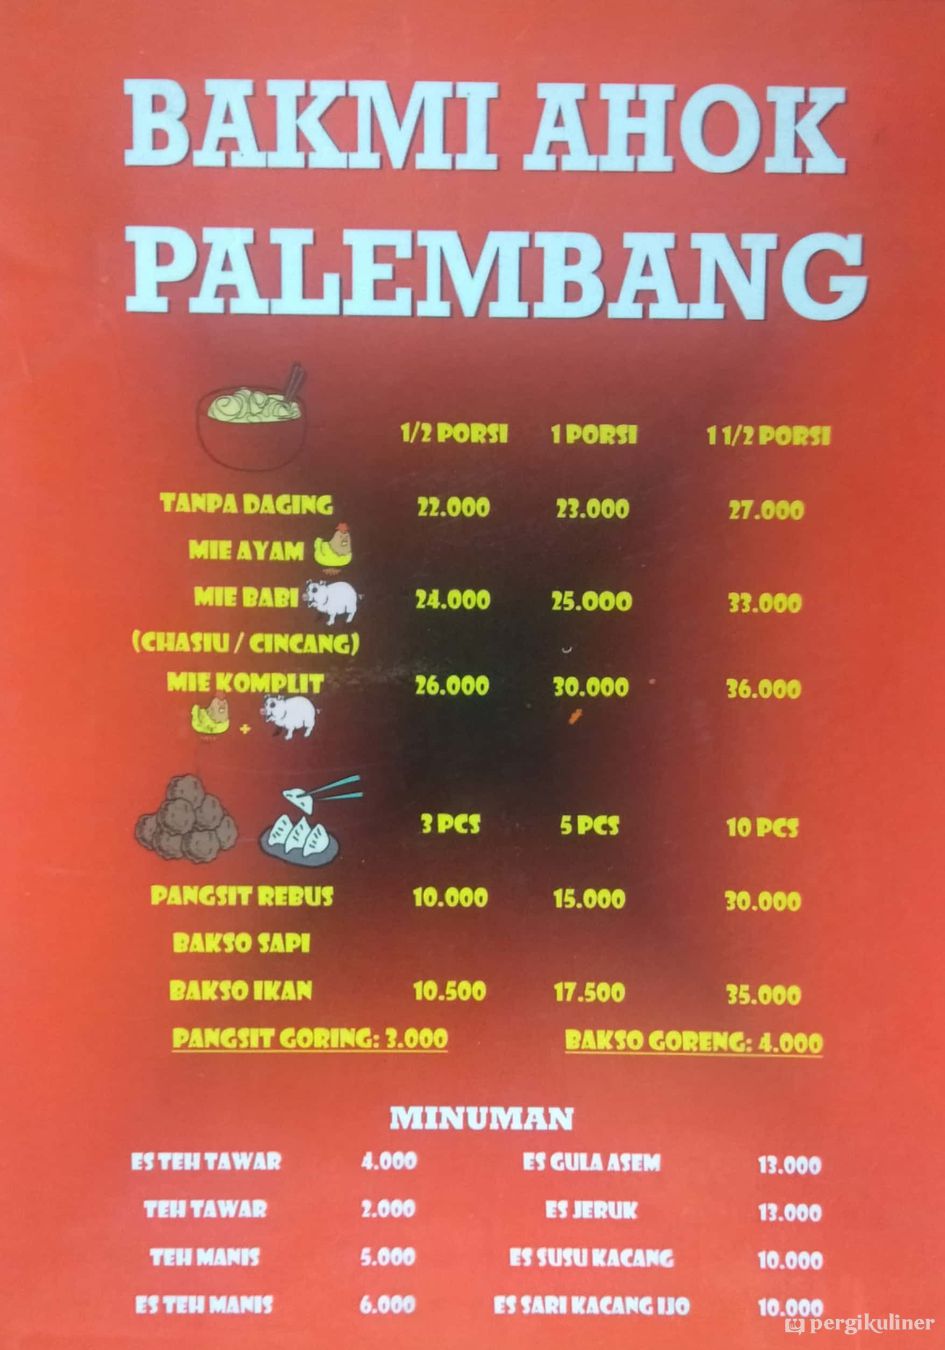 BAKMI AHOK
PALEMBANG
1/2 PORSI 1 PORSI 1 1/2 PORSI
TANPA DAGING 22.000 23.000 27.000
MIE AYAM
MIE BABI 24.000 25.000 33.000
(CHASIU / CINCANG)
MIE KOMPLIT 26.000 30.000 36.000
+
3 PCS 5 PCS 10 PCS
PANGSIT REBUS 10.000 15.000 30.000
BAKSO SAPI
BAKSO IKAN 10.500 17.500 35.000
PANGSIT GORING: 3.000 BAKSO GORENG: 4.000
MINUMAN
ES TEH TAWAR 4.000 ES GULA ASEM 13.000
TEH TAWAR 2.000 ES JERUK 13.000
TEH MANIS 5.000 ES SUSU KACANG 10.000
ES TEH MANIS 6.000 ES SARI KACANG IJO 10.000
pergikuliner